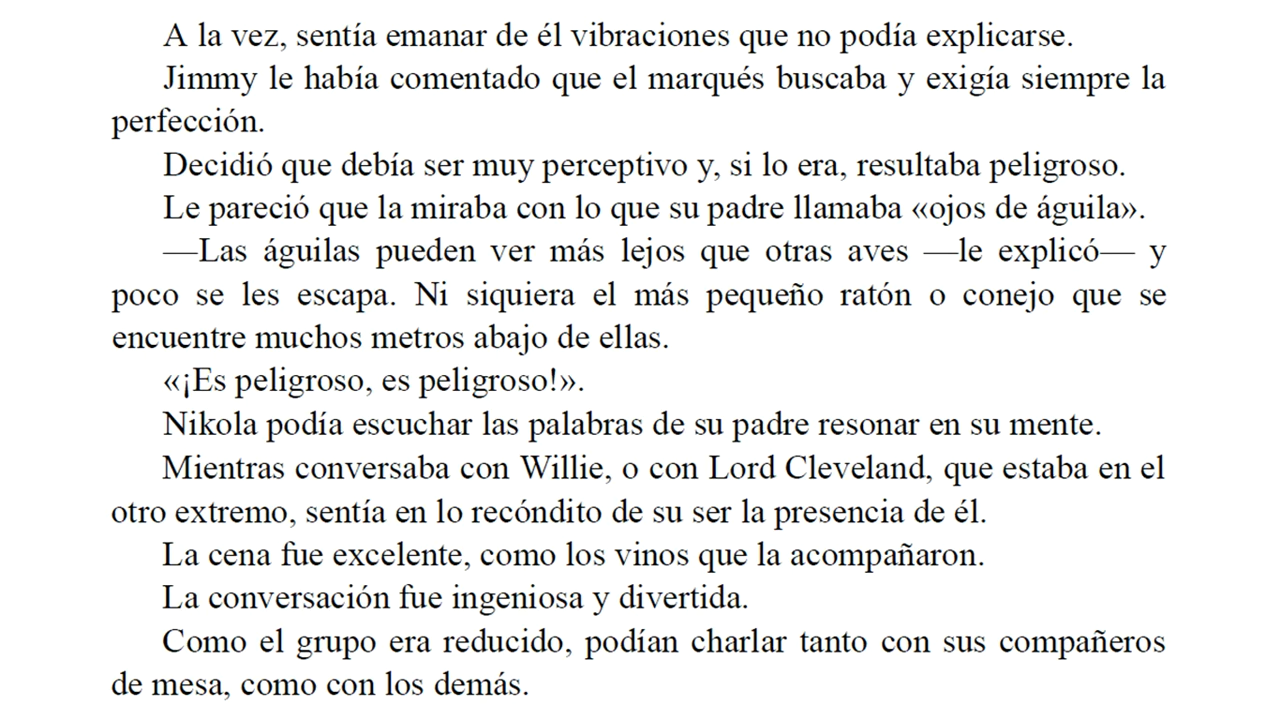 A la vez, sentía emanar de él vibraciones que no podía explicarse.
Jimmy le había comentado que el marqués buscaba y exigía siempre la
perfección.
Decidió que debía ser muy perceptivo y, si lo era, resultaba peligroso.
Le pareció que la miraba con lo que su padre llamaba «ojos de águila».
—Las águilas pueden ver más lejos que otras aves —le explicó— y
poco se les escapa. Ni siquiera el más pequeño ratón o conejo que se
encuentre muchos metros abajo de ellas.
«¡Es peligroso, es peligroso!».
Nikola podía escuchar las palabras de su padre resonar en su mente.
Mientras conversaba con Willie, o con Lord Cleveland, que estaba en el
otro extremo, sentía en lo recóndito de su ser la presencia de él.
La cena fue excelente, como los vinos que la acompañaron.
La conversación fue ingeniosa y divertida.
Como el grupo era reducido, podían charlar tanto con sus compañeros
de mesa, como con los demás.